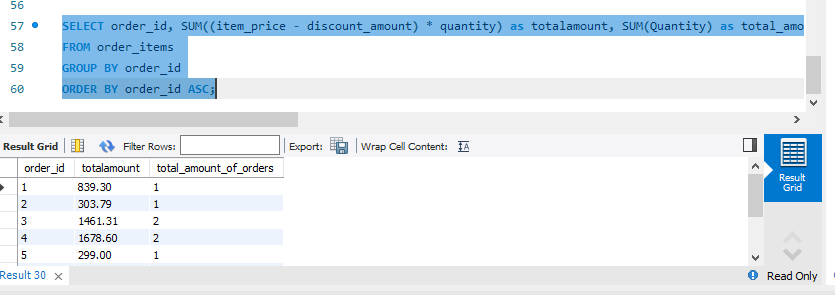 56
57 SELECT order_id, SUM((item_price - discount_amount) * quantity) as totalamount, SUM(Quantity) as total_amo
58 FROM order_items
59 GROUP BY order_id
60 ORDER BY order_id ASC;
Result Grid Filter Rows: Export: Wrap Cell Content:
order_id totalamount total_amount_of_orders
1 839.30 1
2 303.79 1
3 1461.31 2
4 1678.60 2
5 299.00 1
Result
Grid
Result 30 × Read Only